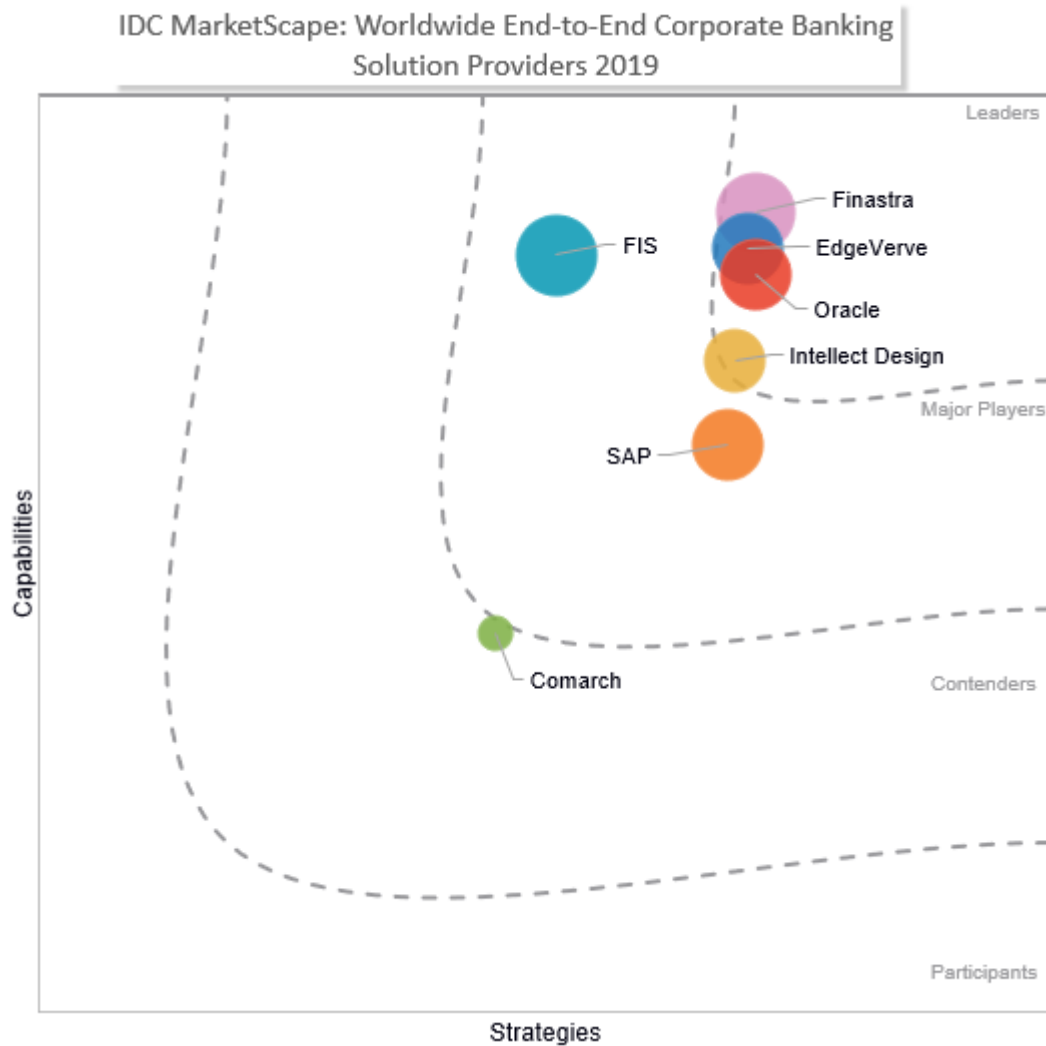 IDC MarketScape: Worldwide End-to-End Corporate Banking
Solution Providers 2019
Leaders
Finastra
FIS
EdgeVerve
Oracle
Intellect Design
Major Players
SAP
Capabilities
Comarch
Contenders
Participants
Strategies